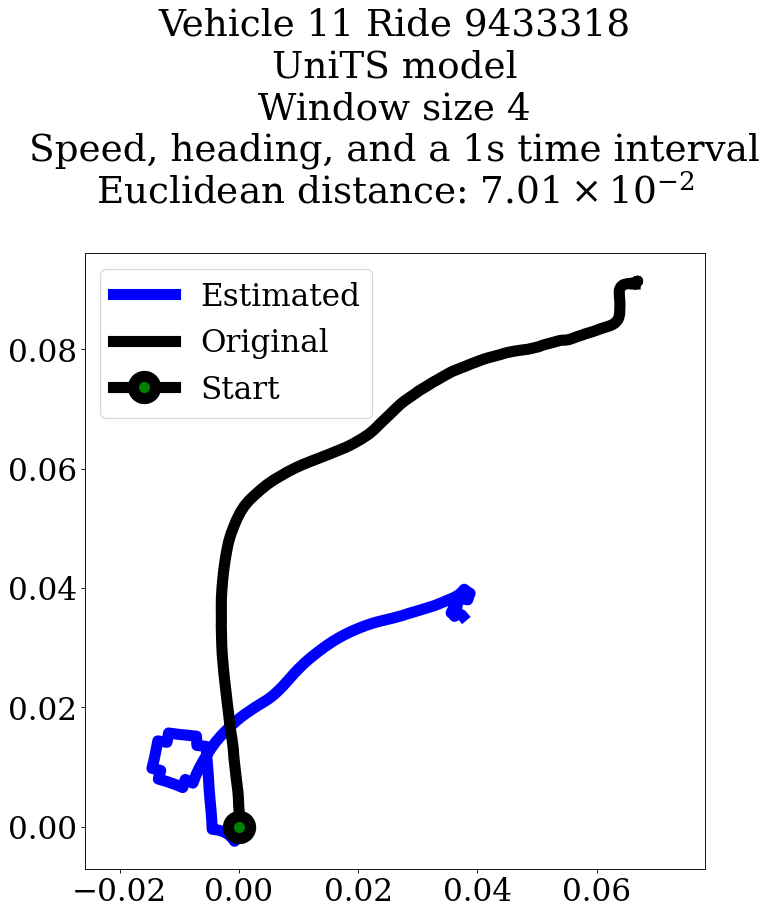 Vehicle 11 Ride 9433318
UniTS model
Window size 4
Speed, heading, and a 1s time interval
Euclidean distance: 7.01 × 10⁻²
Estimated
Original
Start
0.08
0.06
0.04
0.02
0.00
−0.02 0.00 0.02 0.04 0.06